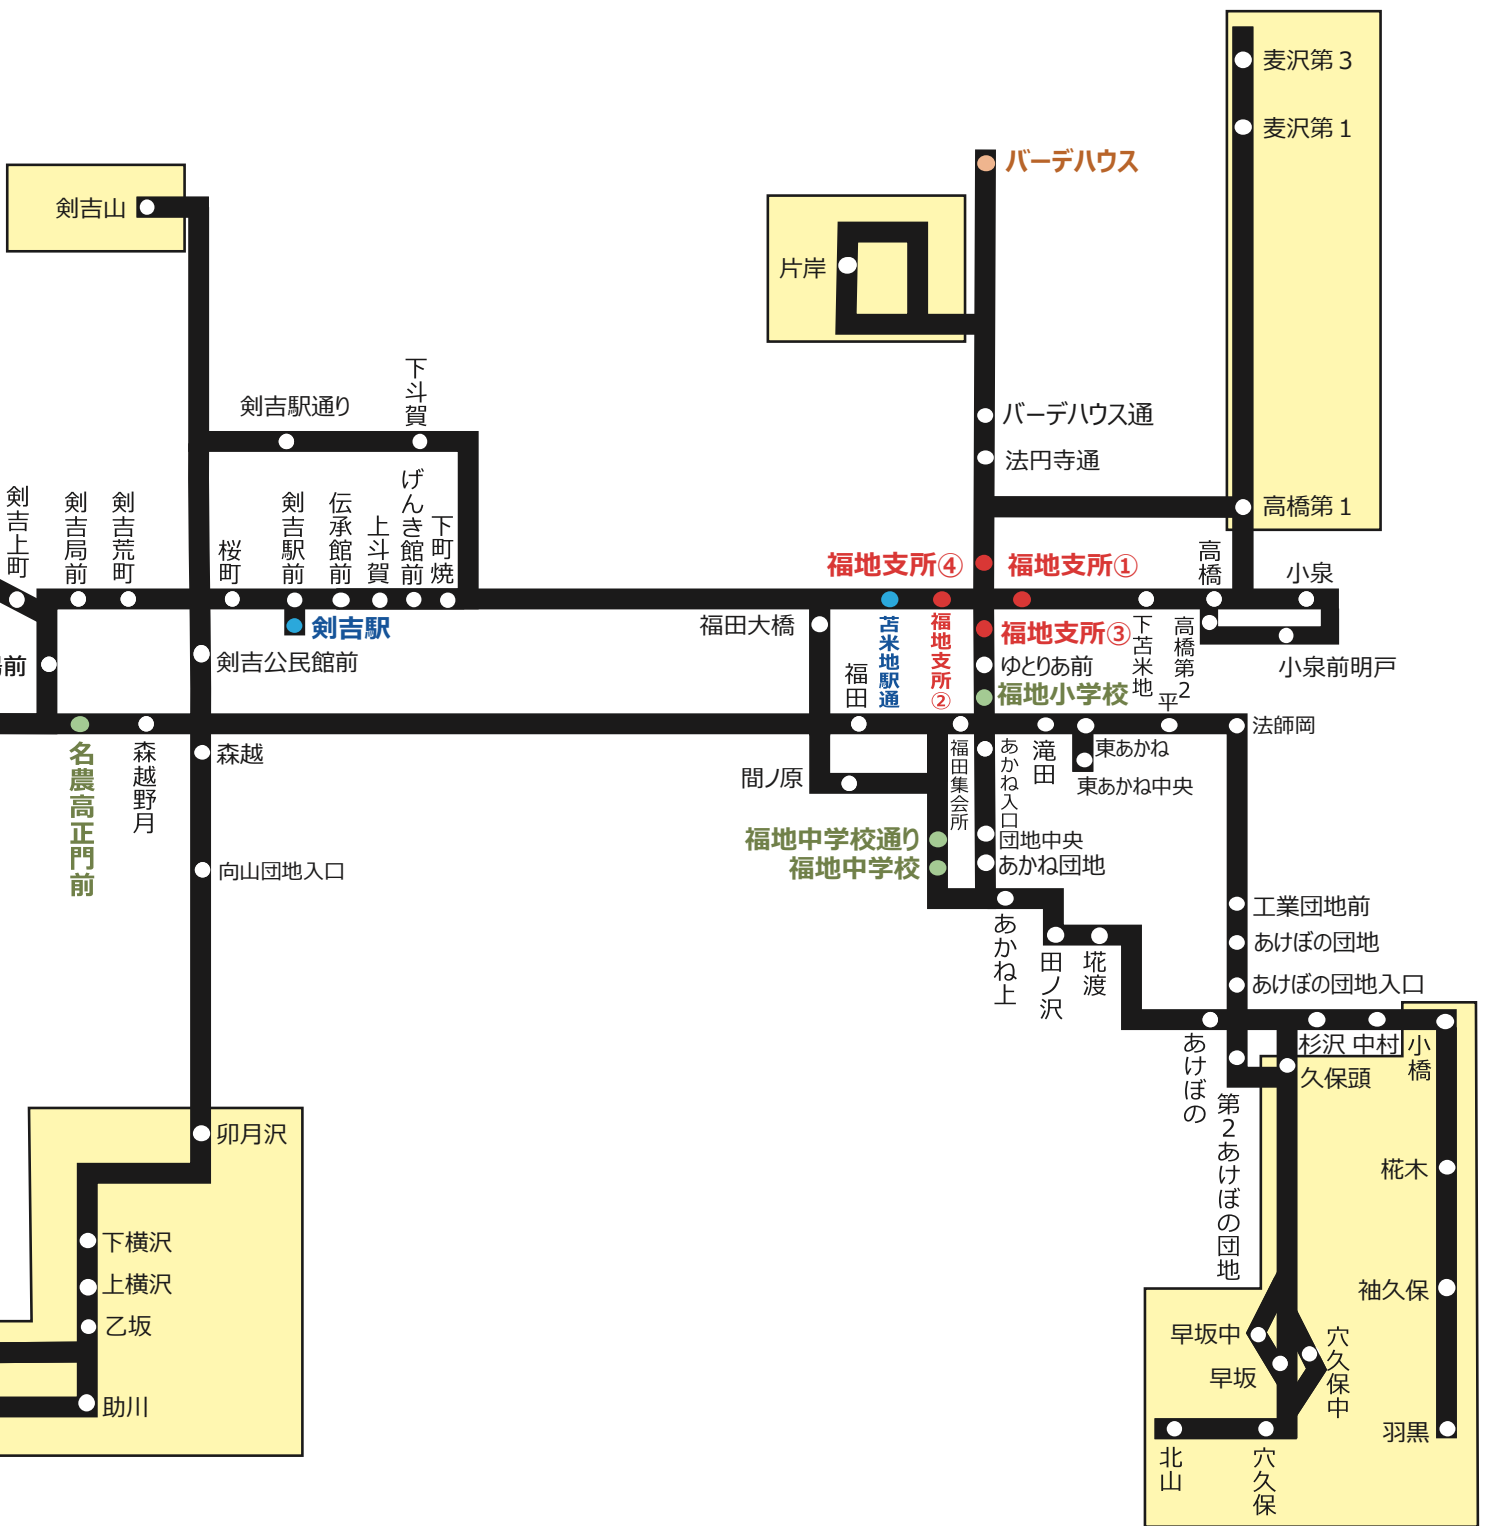 麦沢第3
麦沢第1
バーデハウス
剣吉山
片岸
下斗賀
剣吉駅通り
バーデハウス通
法円寺通
高橋第1
剣吉上町
剣吉局前
剣吉荒町
桜町
剣吉駅前
伝承館前
上斗賀
げんき館前
下町焼
福地支所④
福地支所①
高橋
小泉
剣吉駅
福田大橋
苫米地駅通
福地支所②
福地支所③
下苫米地
高橋第2
小泉前明戸
前
剣吉公民館前
福田
ゆとりあ前
福地小学校
平
法師岡
名農高正門前
森越野月
森越
間ノ原
福田集会所
あかね入口
滝田
東あかね
東あかね中央
福地中学校通り
福地中学校
団地中央
あかね団地
向山団地入口
あかね上
田ノ沢
埖渡
工業団地前
あけぼの団地
あけぼの団地入口
あけぼの
杉沢
中村
小橋
久保頭
第2あけぼの団地
卯月沢
椛木
下横沢
上横沢
乙坂
袖久保
早坂中
早坂
穴久保中
助川
羽黒
北山
穴久保